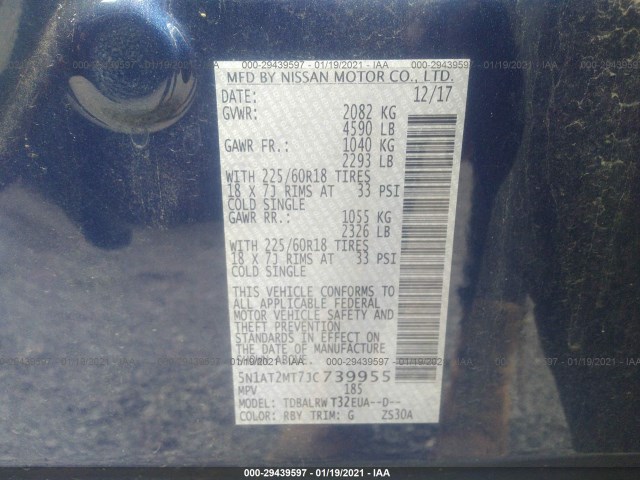 000-29439597 - 01/19/2021 - IAA
MFD BY NISSAN MOTOR CO., LTD.
DATE: 12/17
GVWR: 2082 KG
4590 LB
GAWR FR.: 1040 KG
2293 LB
WITH 225/60R18 TIRES
18 X 7J RIMS AT 33 PSI
COLD SINGLE
GAWR RR.: 1055 KG
2326 LB
WITH 225/60R18 TIRES
18 X 7J RIMS AT 33 PSI
COLD SINGLE
THIS VEHICLE CONFORMS TO
ALL APPLICABLE FEDERAL
MOTOR VEHICLE SAFETY AND
THEFT PREVENTION
STANDARDS IN EFFECT ON
THE DATE OF MANUFACTURE
SHOWN ABOVE
5N1AT2MT7JC739955
MPV 185
MODEL: TDBALRW T32EUA--D--
COLOR: RBY TRIM: G ZS30A
000-29439597 - 01/19/2021 - IAA